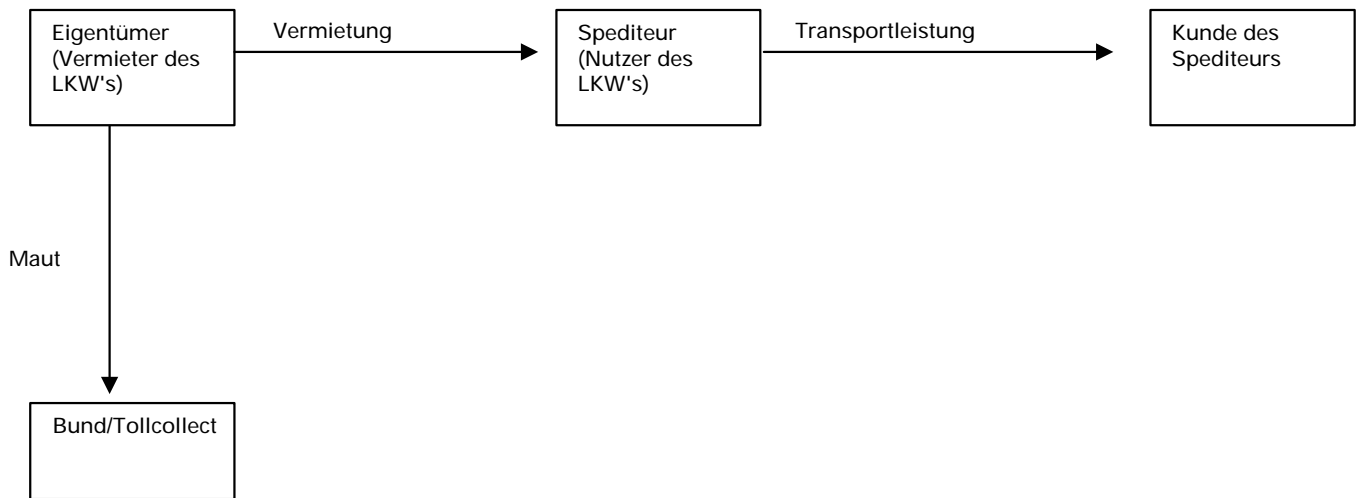 Eigentümer
(Vermieter des
LKW's)
Vermietung
Spediteur
(Nutzer des
LKW's)
Transportleistung
Kunde des
Spediteurs
Maut
Bund/Tollcollect